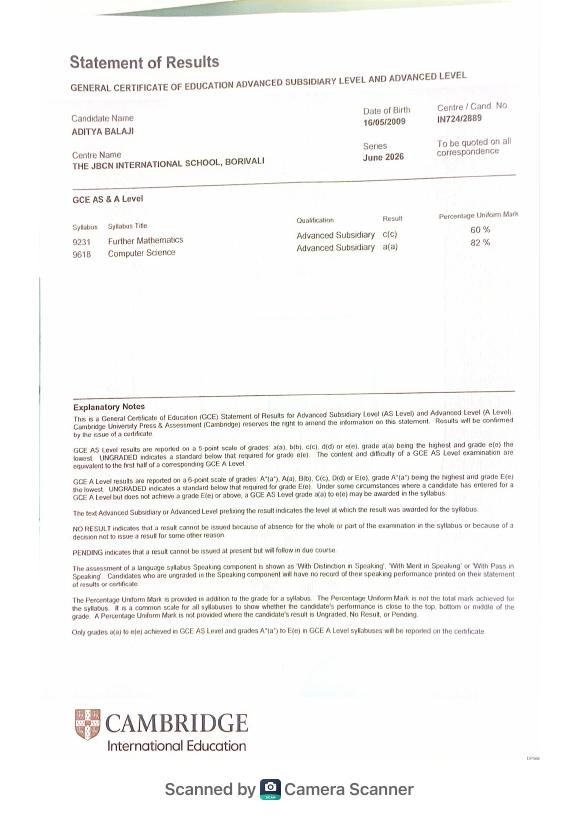 Statement of Results
GENERAL CERTIFICATE OF EDUCATION ADVANCED SUBSIDIARY LEVEL AND ADVANCED LEVEL
Candidate Name
ADITYA BALAJI
Date of Birth
16/05/2009
Centre / Cand. No.
IN724/2889
Centre Name
THE JBCN INTERNATIONAL SCHOOL, BORIVALI
Series
June 2026
To be quoted on all
correspondence
GCE AS & A Level
Syllabus Syllabus Title Qualification Result Percentage Uniform Mark
9231 Further Mathematics Advanced Subsidiary c(c) 60 %
9618 Computer Science Advanced Subsidiary a(a) 82 %
Explanatory Notes
This is a General Certificate of Education (GCE) Statement of Results for Advanced Subsidiary Level (AS Level) and Advanced Level (A Level).
Cambridge University Press & Assessment (Cambridge) reserves the right to amend the information on this statement. Results will be confirmed
by the issue of a certificate.
GCE AS Level results are reported on a 5-point scale of grades: a(a), b(b), c(c), d(d) or e(e), grade a(a) being the highest and grade e(e) the
lowest. UNGRADED indicates a standard below that required for grade e(e). The content and difficulty of a GCE AS Level examination are
equivalent to the first half of a corresponding GCE A Level.
GCE A Level results are reported on a 6-point scale of grades: A*(a*), A(a), B(b), C(c), D(d) or E(e), grade A*(a*) being the highest and grade E(e)
the lowest. UNGRADED indicates a standard below that required for grade E(e). Under some circumstances where a candidate has entered for a
GCE A Level but does not achieve a grade E(e) or above, a GCE AS Level grade a(a) to e(e) may be awarded in the syllabus.
The text Advanced Subsidiary or Advanced Level prefixing the result indicates the level at which the result was awarded for the syllabus.
NO RESULT indicates that a result cannot be issued because of absence for the whole or part of the examination in the syllabus or because of a
decision not to issue a result for some other reason.
PENDING indicates that a result cannot be issued at present but will follow in due course.
The assessment of a language syllabus Speaking component is shown as 'With Distinction in Speaking', 'With Merit in Speaking' or 'With Pass in
Speaking'. Candidates who are ungraded in the Speaking component will have no record of their speaking performance printed on their statement
of results or certificate.
The Percentage Uniform Mark is provided in addition to the grade for a syllabus. The Percentage Uniform Mark is not the total mark achieved for
the syllabus. It is a common scale for all syllabuses to show whether the candidate's performance is close to the top, bottom or middle of the
grade. A Percentage Uniform Mark is not provided where the candidate's result is Ungraded, No Result, or Pending.
Only grades a(a) to e(e) achieved in GCE AS Level and grades A*(a*) to E(e) in GCE A Level syllabuses will be reported on the certificate.
CAMBRIDGE
International Education
Scanned by Camera Scanner